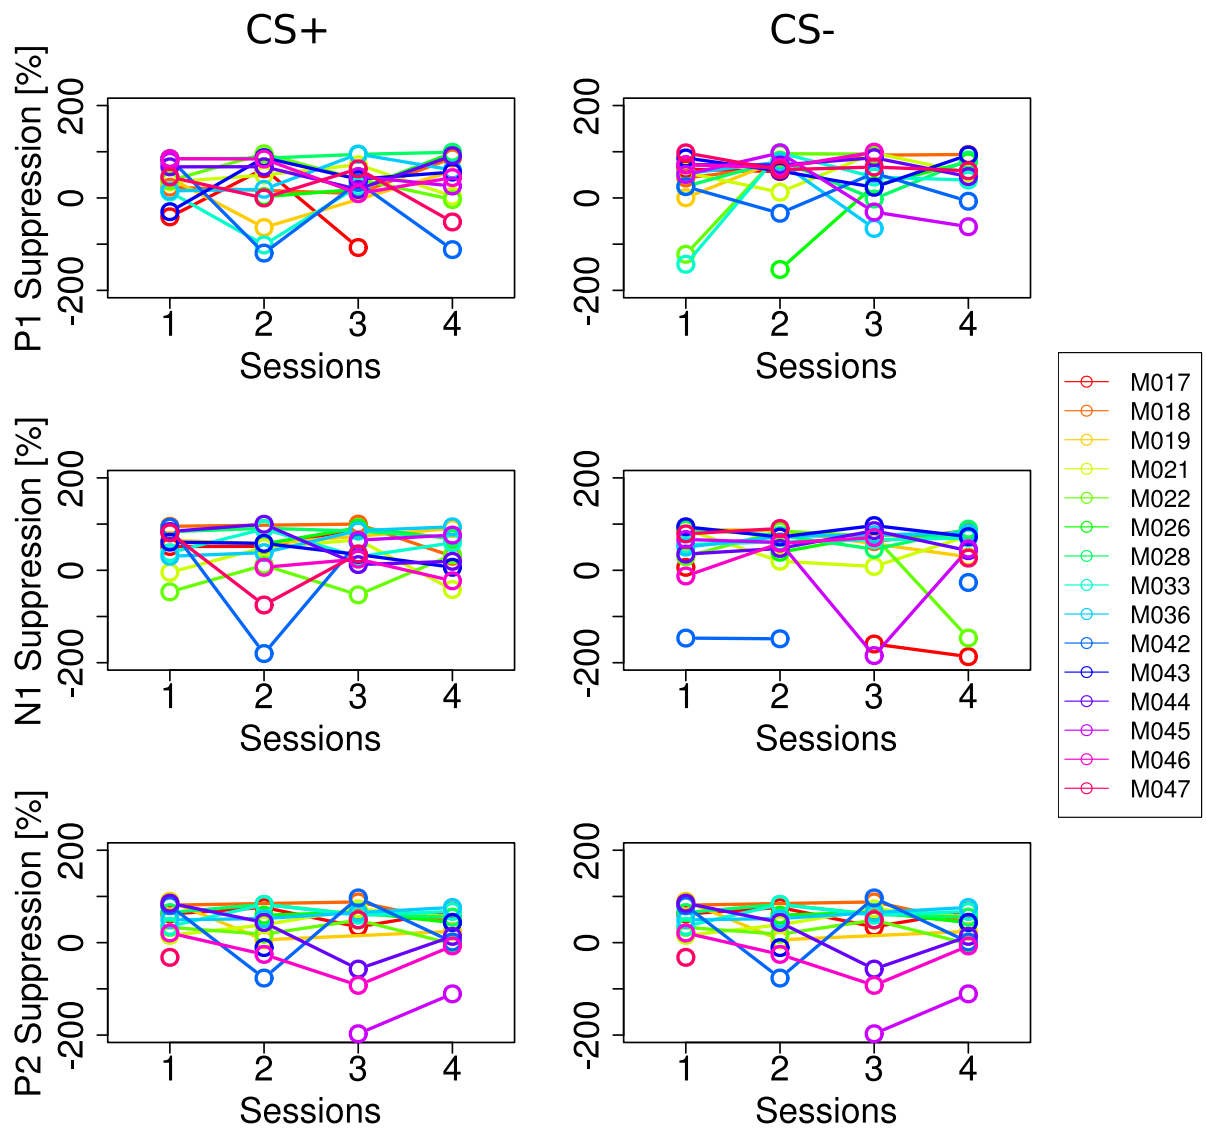 CS+ CS-
P1 Suppression [%]
200
0
-200
1 2 3 4
Sessions
200
0
-200
1 2 3 4
Sessions
N1 Suppression [%]
200
0
-200
1 2 3 4
Sessions
200
0
-200
1 2 3 4
Sessions
P2 Suppression [%]
200
0
-200
1 2 3 4
Sessions
200
0
-200
1 2 3 4
Sessions
M017
M018
M019
M021
M022
M026
M028
M033
M036
M042
M043
M044
M045
M046
M047